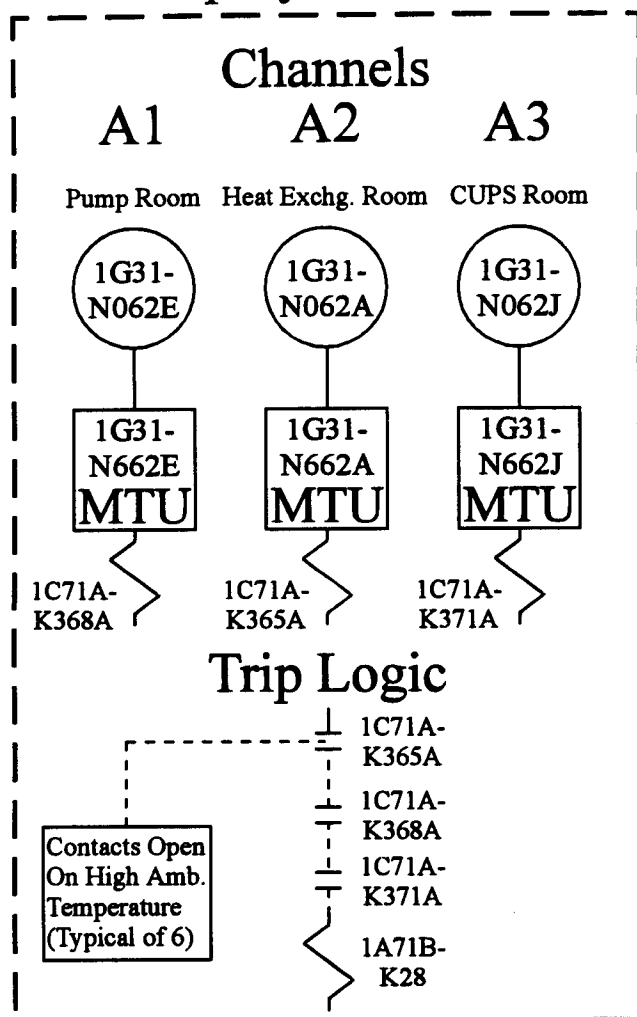 Channels
A1 A2 A3
Pump Room Heat Exchg. Room CUPS Room
1G31-
N062E
1G31-
N062A
1G31-
N062J
1G31-
N662E
MTU
1G31-
N662A
MTU
1G31-
N662J
MTU
1C71A-
K368A
1C71A-
K365A
1C71A-
K371A
Trip Logic
1C71A-
K365A
1C71A-
K368A
1C71A-
K371A
Contacts Open
On High Amb.
Temperature
(Typical of 6)
1A71B-
K28